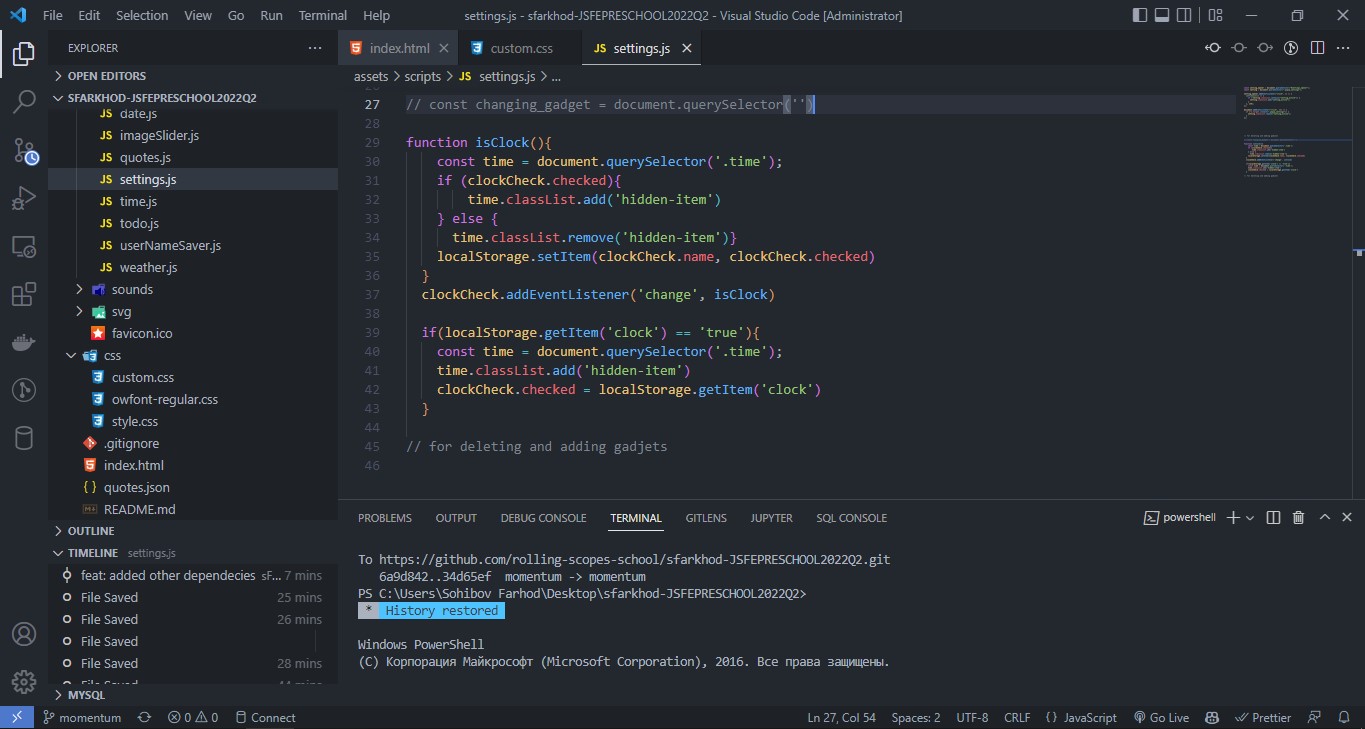 File Edit Selection View Go Run Terminal Help settings.js - sfarkhod-JSFEPRESCHOOL2022Q2 - Visual Studio Code [Administrator]
EXPLORER
OPEN EDITORS
SFARKHOD-JSFEPRESCHOOL2022Q2
JS date.js
JS imageSlider.js
JS quotes.js
JS settings.js
JS time.js
JS todo.js
JS userNameSaver.js
JS weather.js
sounds
svg
favicon.ico
css
custom.css
owfont-regular.css
style.css
.gitignore
index.html
{ } quotes.json
README.md
OUTLINE
TIMELINE settings.js
feat: added other dependecies sF... 7 mins
File Saved 25 mins
File Saved 26 mins
File Saved
File Saved 28 mins
File Saved 44 mins
MYSQL
index.html custom.css JS settings.js
assets > scripts > JS settings.js > ...
27 // const changing_gadget = document.querySelector('')
28
29 function isClock(){
30 const time = document.querySelector('.time');
31 if (clockCheck.checked){
32 time.classList.add('hidden-item')
33 } else {
34 time.classList.remove('hidden-item')}
35 localStorage.setItem(clockCheck.name, clockCheck.checked)
36 }
37 clockCheck.addEventListener('change', isClock)
38
39 if(localStorage.getItem('clock') == 'true'){
40 const time = document.querySelector('.time');
41 time.classList.add('hidden-item')
42 clockCheck.checked = localStorage.getItem('clock')
43 }
44
45 // for deleting and adding gadjets
46
PROBLEMS OUTPUT DEBUG CONSOLE TERMINAL GITLENS JUPYTER SQL CONSOLE powershell
To https://github.com/rolling-scopes-school/sfarkhod-JSFEPRESCHOOL2022Q2.git
6a9d842..34d65ef momentum -> momentum
PS C:\Users\Sohibov Farhod\Desktop\sfarkhod-JSFEPRESCHOOL2022Q2>
* History restored
Windows PowerShell
(C) Корпорация Майкрософт (Microsoft Corporation), 2016. Все права защищены.
momentum 0 0 Connect Ln 27, Col 54 Spaces: 2 UTF-8 CRLF { } JavaScript Go Live Prettier